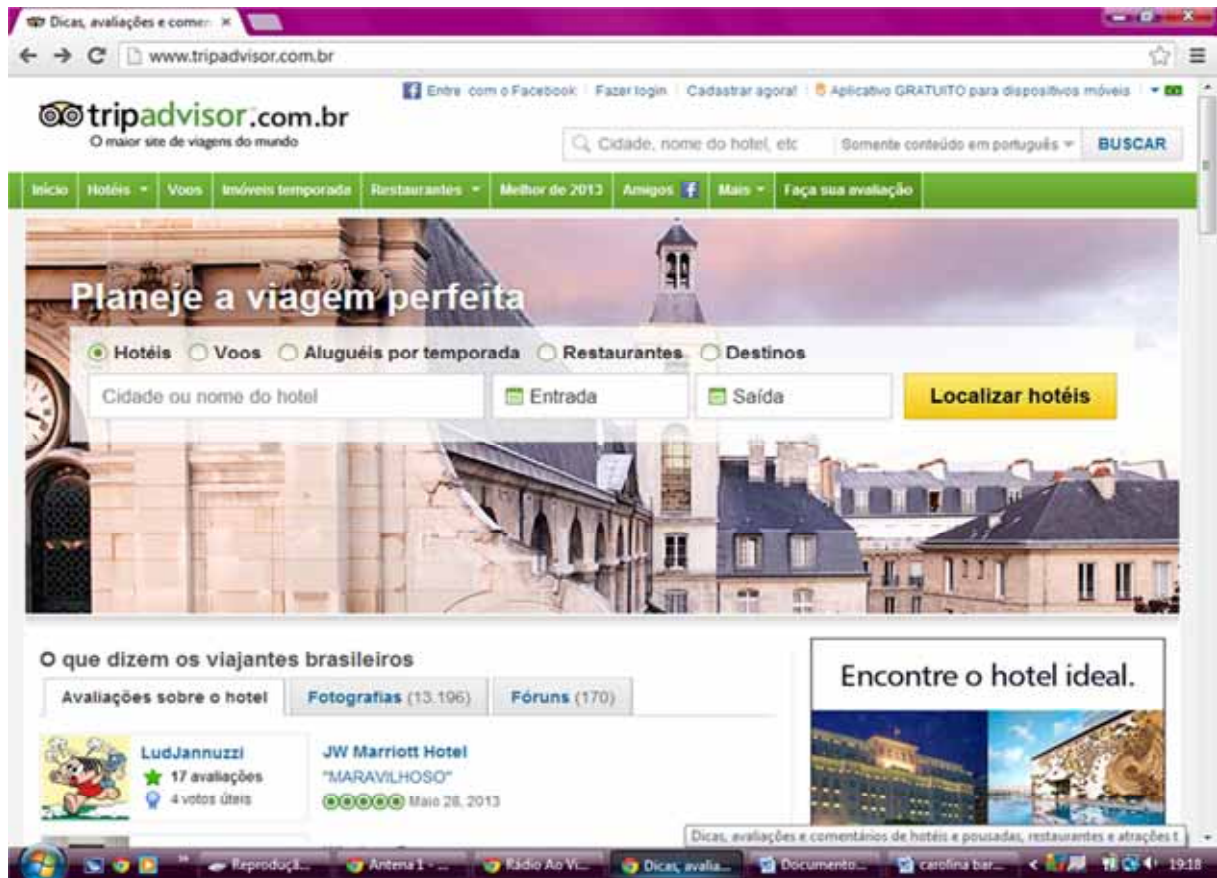 Dicas, avaliações e comen
www.tripadvisor.com.br
Entre com o Facebook Fazer login Cadastrar agora! Aplicativo GRATUITO para dispositivos móveis
tripadvisor.com.br
O maior site de viagens do mundo
Cidade, nome do hotel, etc Somente conteúdo em português BUSCAR
Início Hotéis Voos Imóveis temporada Restaurantes Melhor de 2013 Amigos Mais Faça sua avaliação
Planeje a viagem perfeita
Hotéis Voos Aluguéis por temporada Restaurantes Destinos
Cidade ou nome do hotel Entrada Saída Localizar hotéis
O que dizem os viajantes brasileiros
Avaliações sobre o hotel Fotografias (13.196) Fóruns (170)
LudJannuzzi
17 avaliações
4 votos úteis
JW Marriott Hotel
"MARAVILHOSO"
Maio 28, 2013
Encontre o hotel ideal.
Dicas, avaliações e comentários de hotéis e pousadas, restaurantes e atrações t
Reproduçã... Antena 1 - ... Rádio Ao Vi... Dicas, avalia... Documento... carolina bar... 19:18